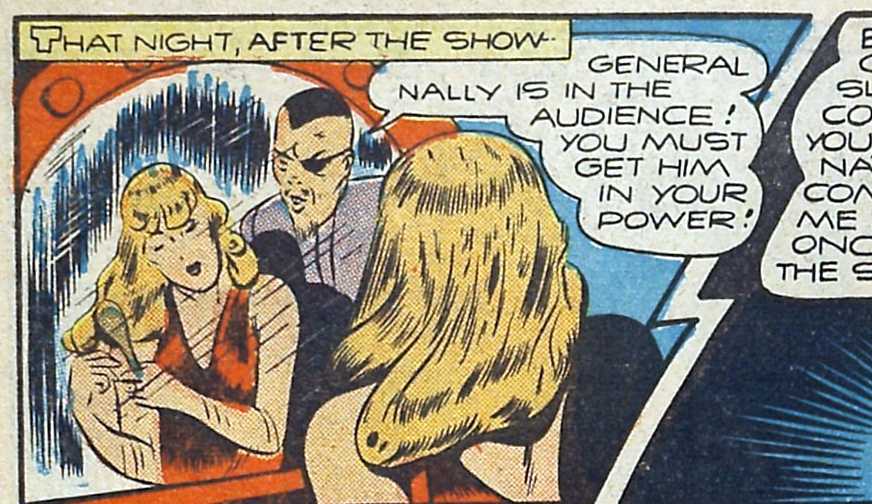 THAT NIGHT, AFTER THE SHOW--
GENERAL
NALLY IS IN THE
AUDIENCE!
YOU MUST
GET HIM
IN YOUR
POWER!
ME
THE